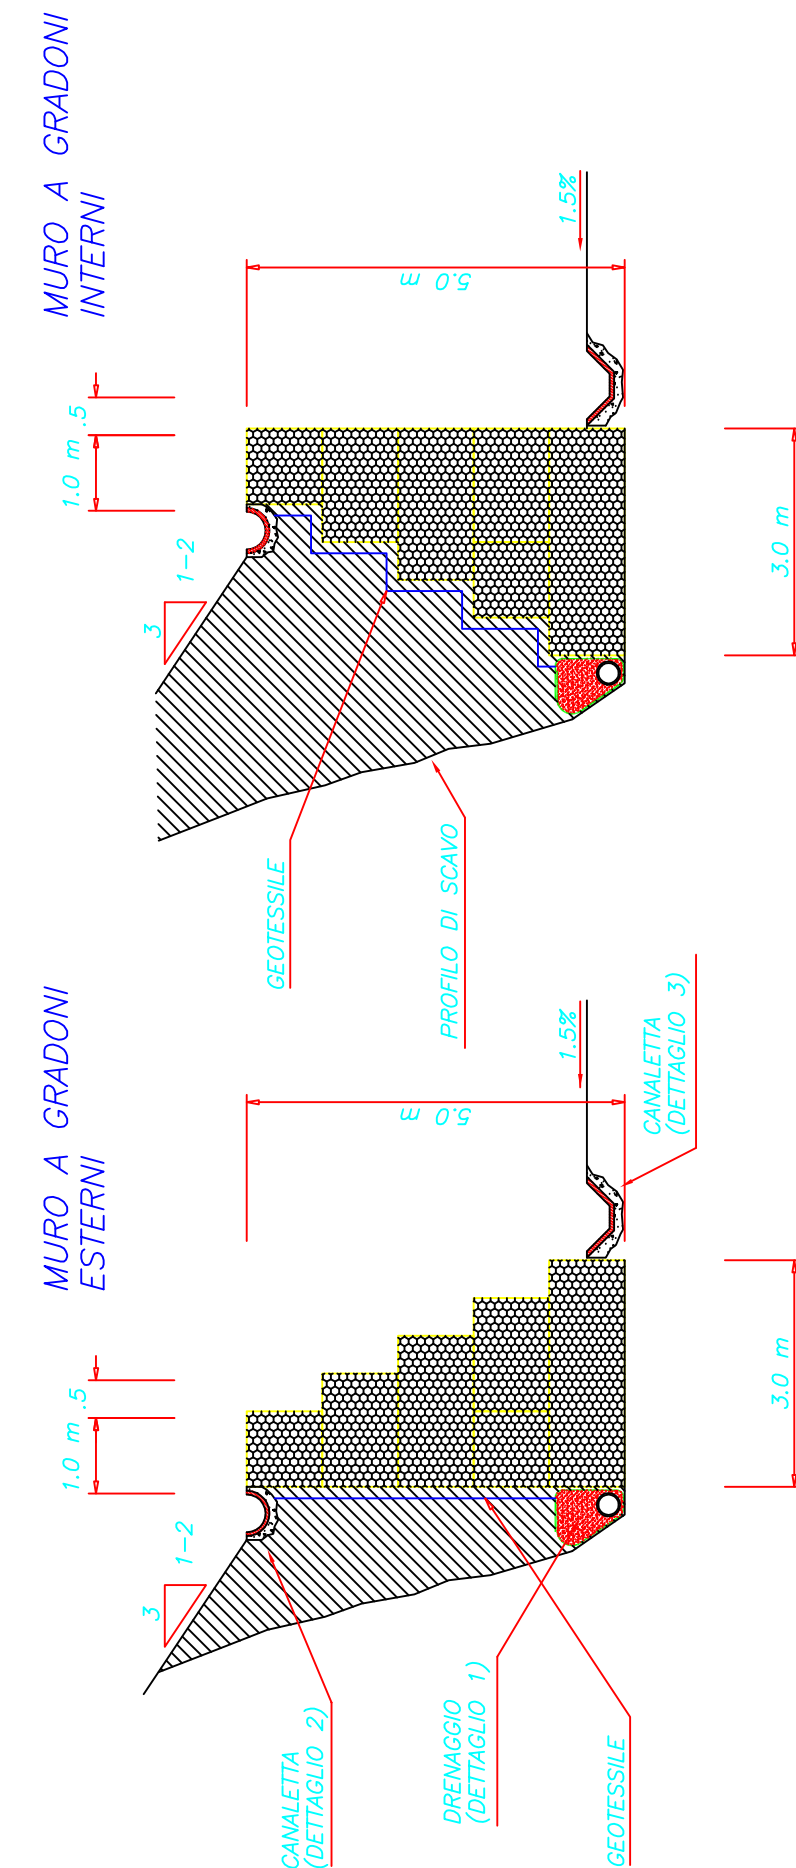 MURO A GRADONI
ESTERNI
1.0 m .5
3
1-2
5.0 m
1.5%
3.0 m
CANALETTA
(DETTAGLIO 2)
DRENAGGIO
(DETTAGLIO 1)
GEOTESSILE
CANALETTA
(DETTAGLIO 3)
MURO A GRADONI
INTERNI
1.0 m .5
3
1-2
5.0 m
1.5%
3.0 m
GEOTESSILE
PROFILO DI SCAVO